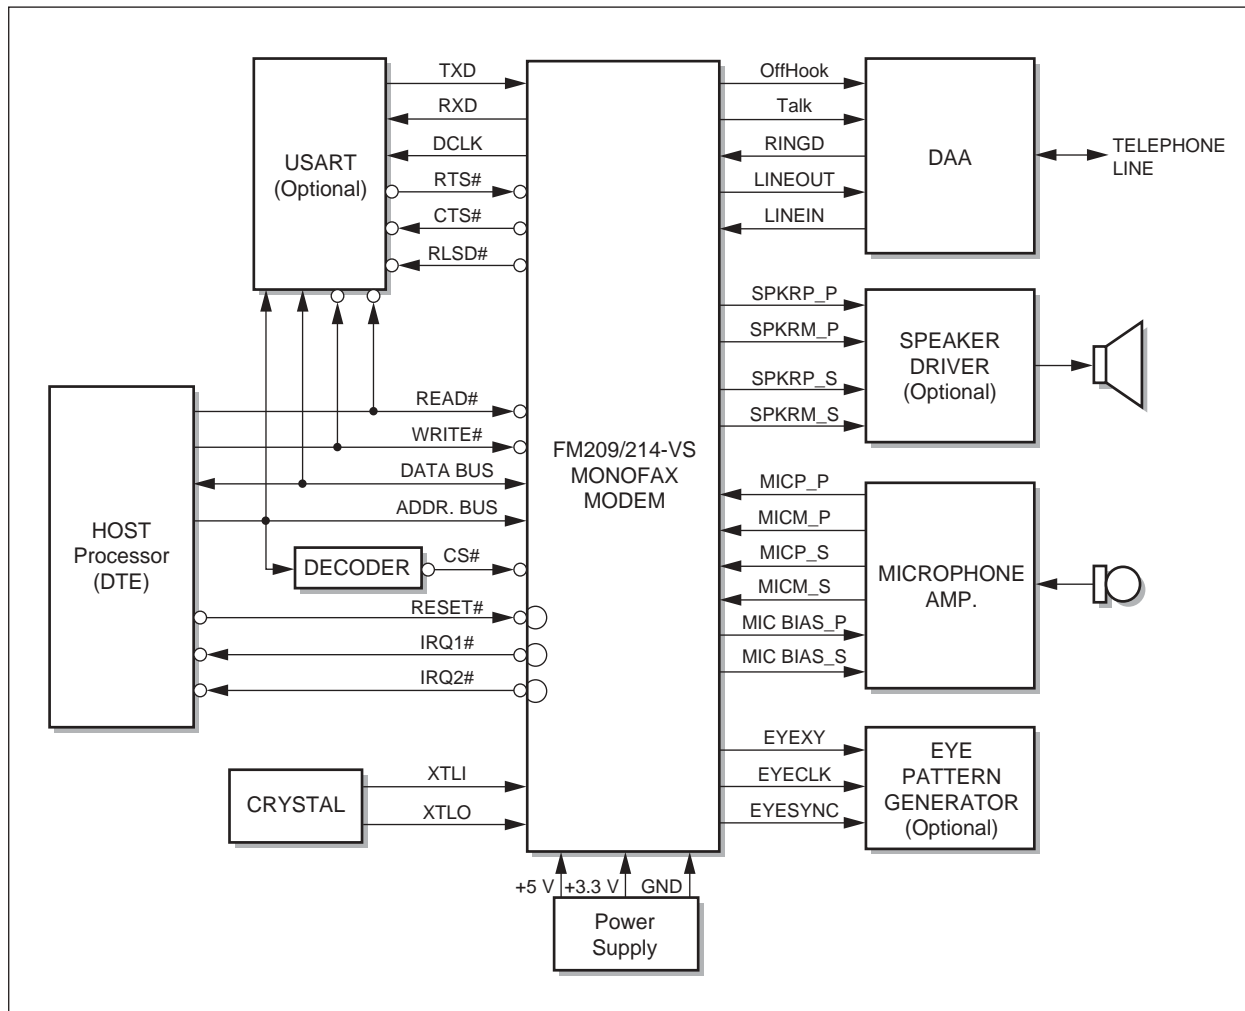 TXD
RXD
DCLK
RTS#
CTS#
RLSD#
USART
(Optional)
OffHook
Talk
RINGD
LINEOUT
LINEIN
DAA
TELEPHONE
LINE
SPKRP_P
SPKRM_P
SPKRP_S
SPKRM_S
SPEAKER
DRIVER
(Optional)
READ#
WRITE#
DATA BUS
ADDR. BUS
HOST
Processor
(DTE)
DECODER
CS#
RESET#
IRQ1#
IRQ2#
FM209/214-VS
MONOFAX
MODEM
MICP_P
MICM_P
MICP_S
MICM_S
MIC BIAS_P
MIC BIAS_S
MICROPHONE
AMP.
CRYSTAL
XTLI
XTLO
EYEXY
EYECLK
EYESYNC
EYE
PATTERN
GENERATOR
(Optional)
+5 V
+3.3 V
GND
Power
Supply